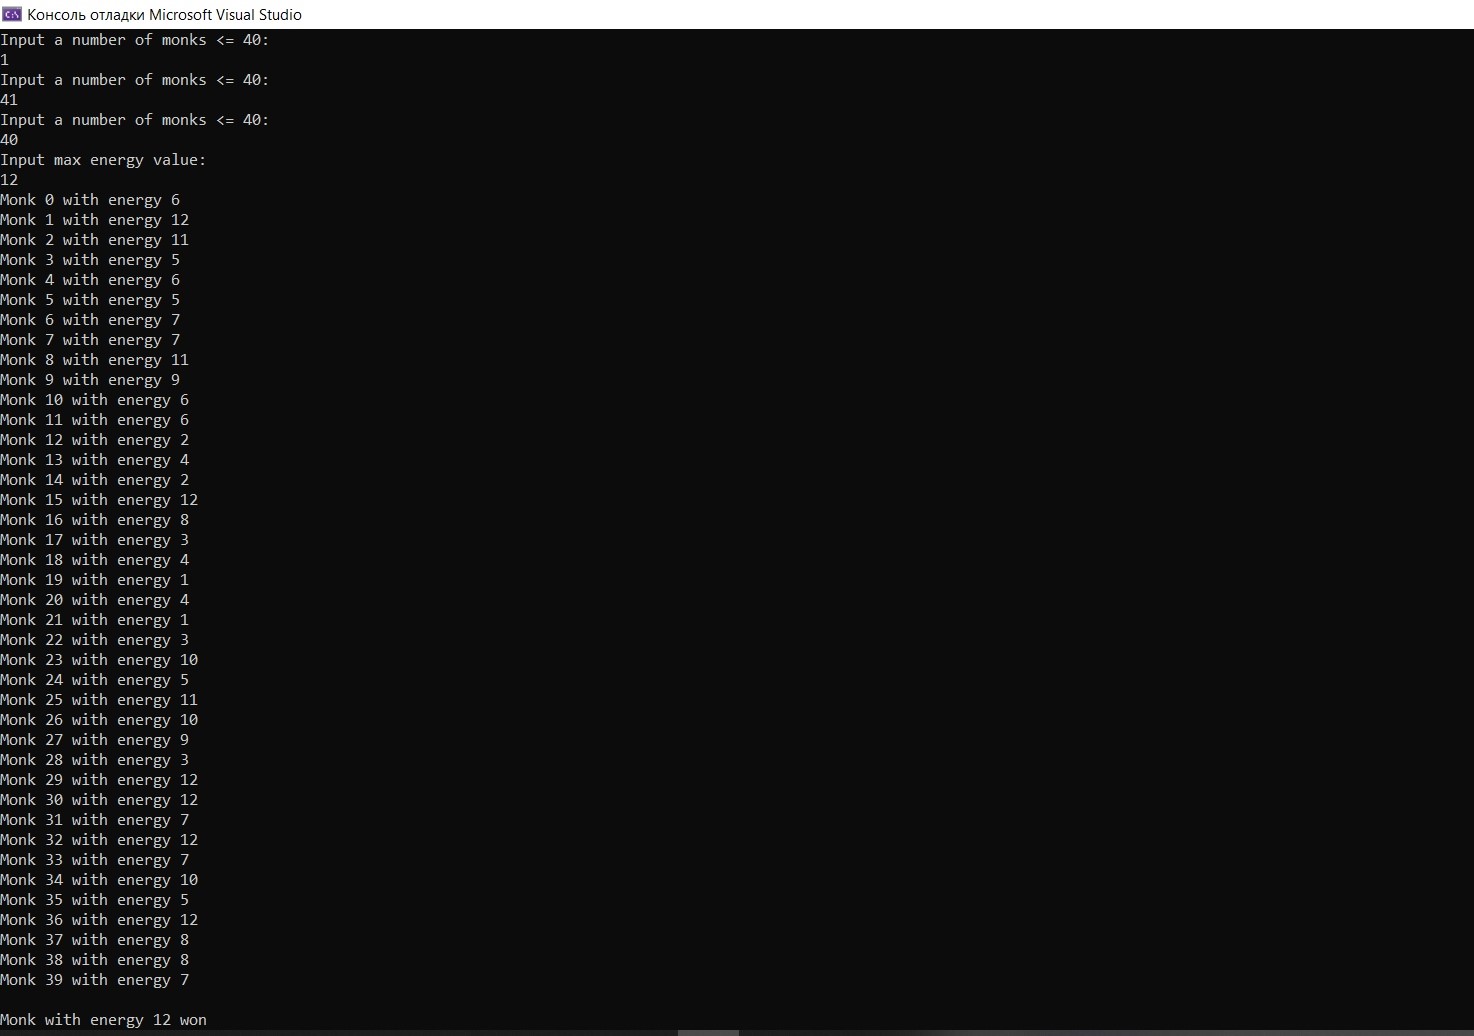 Консоль отладки Microsoft Visual Studio
Input a number of monks <= 40:
1
Input a number of monks <= 40:
41
Input a number of monks <= 40:
40
Input max energy value:
12
Monk 0 with energy 6
Monk 1 with energy 12
Monk 2 with energy 11
Monk 3 with energy 5
Monk 4 with energy 6
Monk 5 with energy 5
Monk 6 with energy 7
Monk 7 with energy 7
Monk 8 with energy 11
Monk 9 with energy 9
Monk 10 with energy 6
Monk 11 with energy 6
Monk 12 with energy 2
Monk 13 with energy 4
Monk 14 with energy 2
Monk 15 with energy 12
Monk 16 with energy 8
Monk 17 with energy 3
Monk 18 with energy 4
Monk 19 with energy 1
Monk 20 with energy 4
Monk 21 with energy 1
Monk 22 with energy 3
Monk 23 with energy 10
Monk 24 with energy 5
Monk 25 with energy 11
Monk 26 with energy 10
Monk 27 with energy 9
Monk 28 with energy 3
Monk 29 with energy 12
Monk 30 with energy 12
Monk 31 with energy 7
Monk 32 with energy 12
Monk 33 with energy 7
Monk 34 with energy 10
Monk 35 with energy 5
Monk 36 with energy 12
Monk 37 with energy 8
Monk 38 with energy 8
Monk 39 with energy 7
Monk with energy 12 won